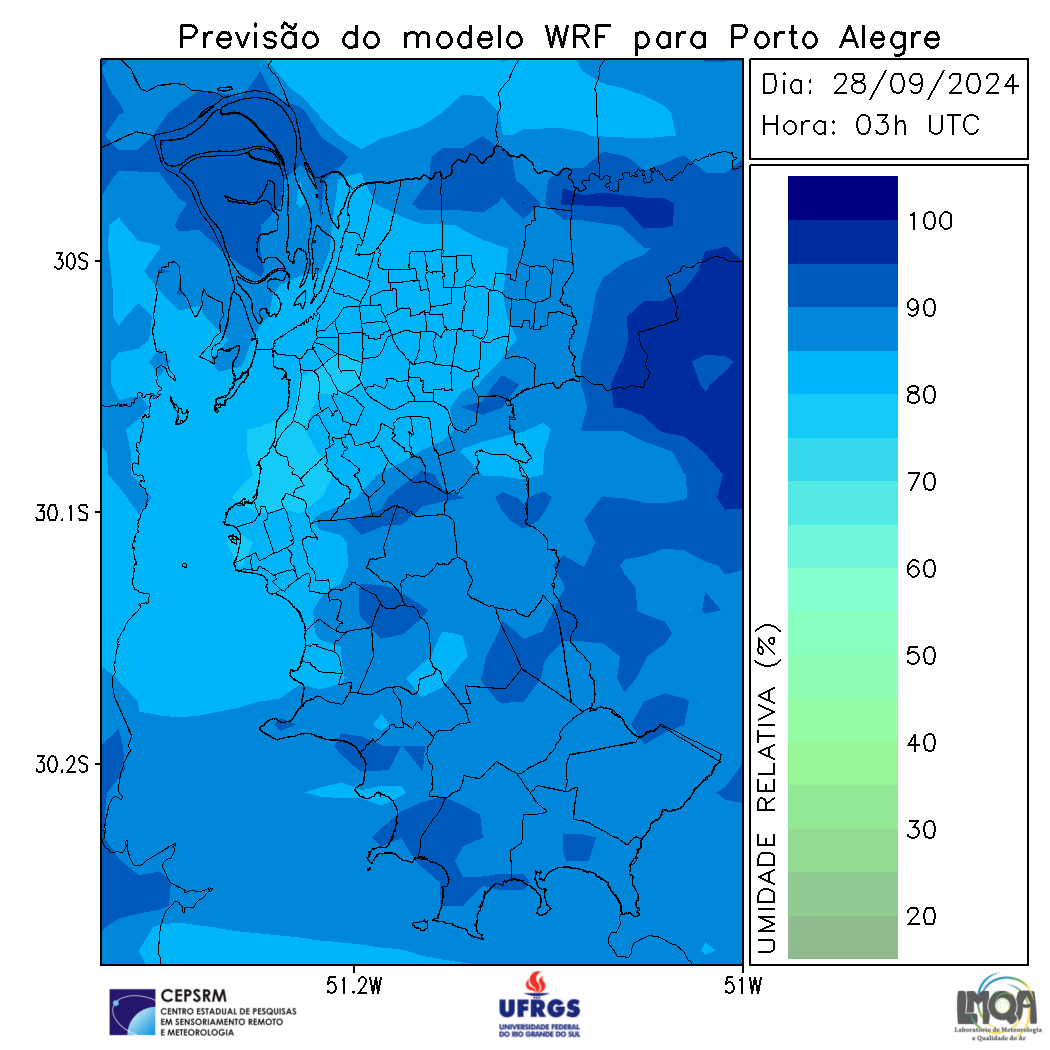 Previsão do modelo WRF para Porto Alegre
Dia: 28/09/2024
Hora: 03h UTC
100
90
80
70
60
50
40
30
20
UMIDADE RELATIVA (%)
30S
30.1S
30.2S
51.2W
51W
CEPSRM
CENTRO ESTADUAL DE PESQUISAS
EM SENSORIAMENTO REMOTO
E METEOROLOGIA
UFRGS
UNIVERSIDADE FEDERAL
DO RIO GRANDE DO SUL
LMQA
Laboratório de Meteorologia
e Qualidade do Ar